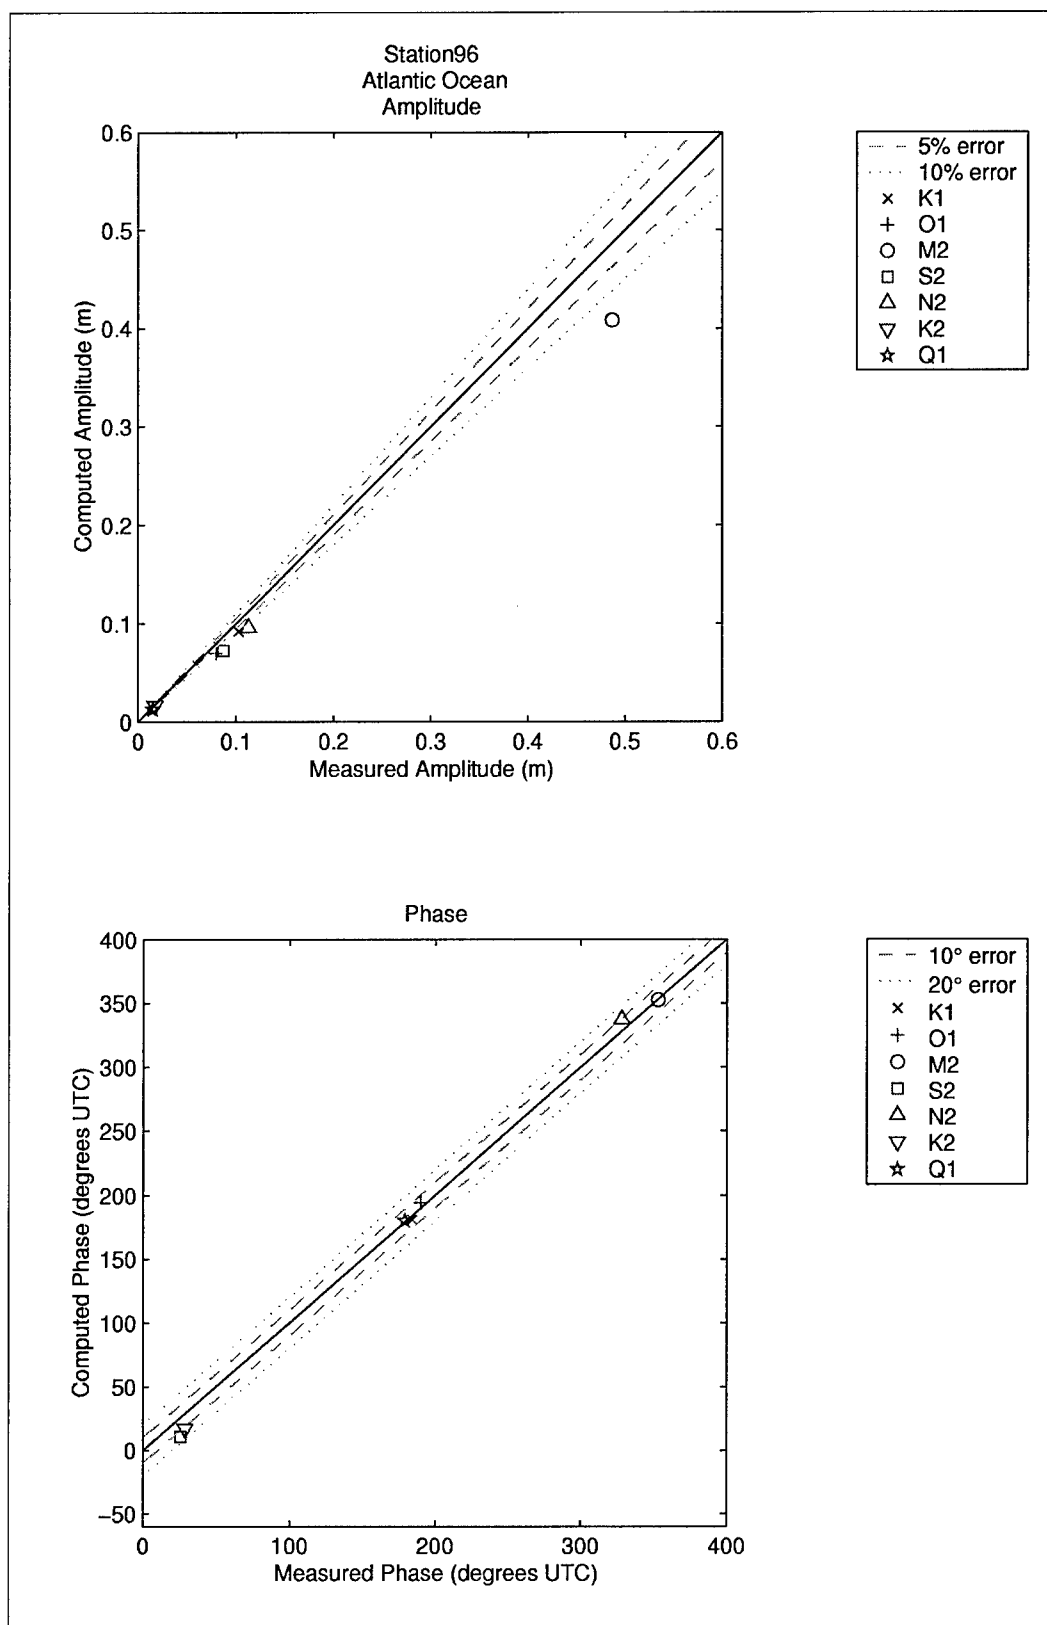 Station96
Atlantic Ocean
Amplitude
0.6
0.5
0.4
0.3
0.2
0.1
0
Computed Amplitude (m)
0 0.1 0.2 0.3 0.4 0.5 0.6
Measured Amplitude (m)
5% error
10% error
K1
O1
M2
S2
N2
K2
Q1
Phase
400
350
300
250
200
150
100
50
0
−50
Computed Phase (degrees UTC)
0 100 200 300 400
Measured Phase (degrees UTC)
10° error
20° error
K1
O1
M2
S2
N2
K2
Q1